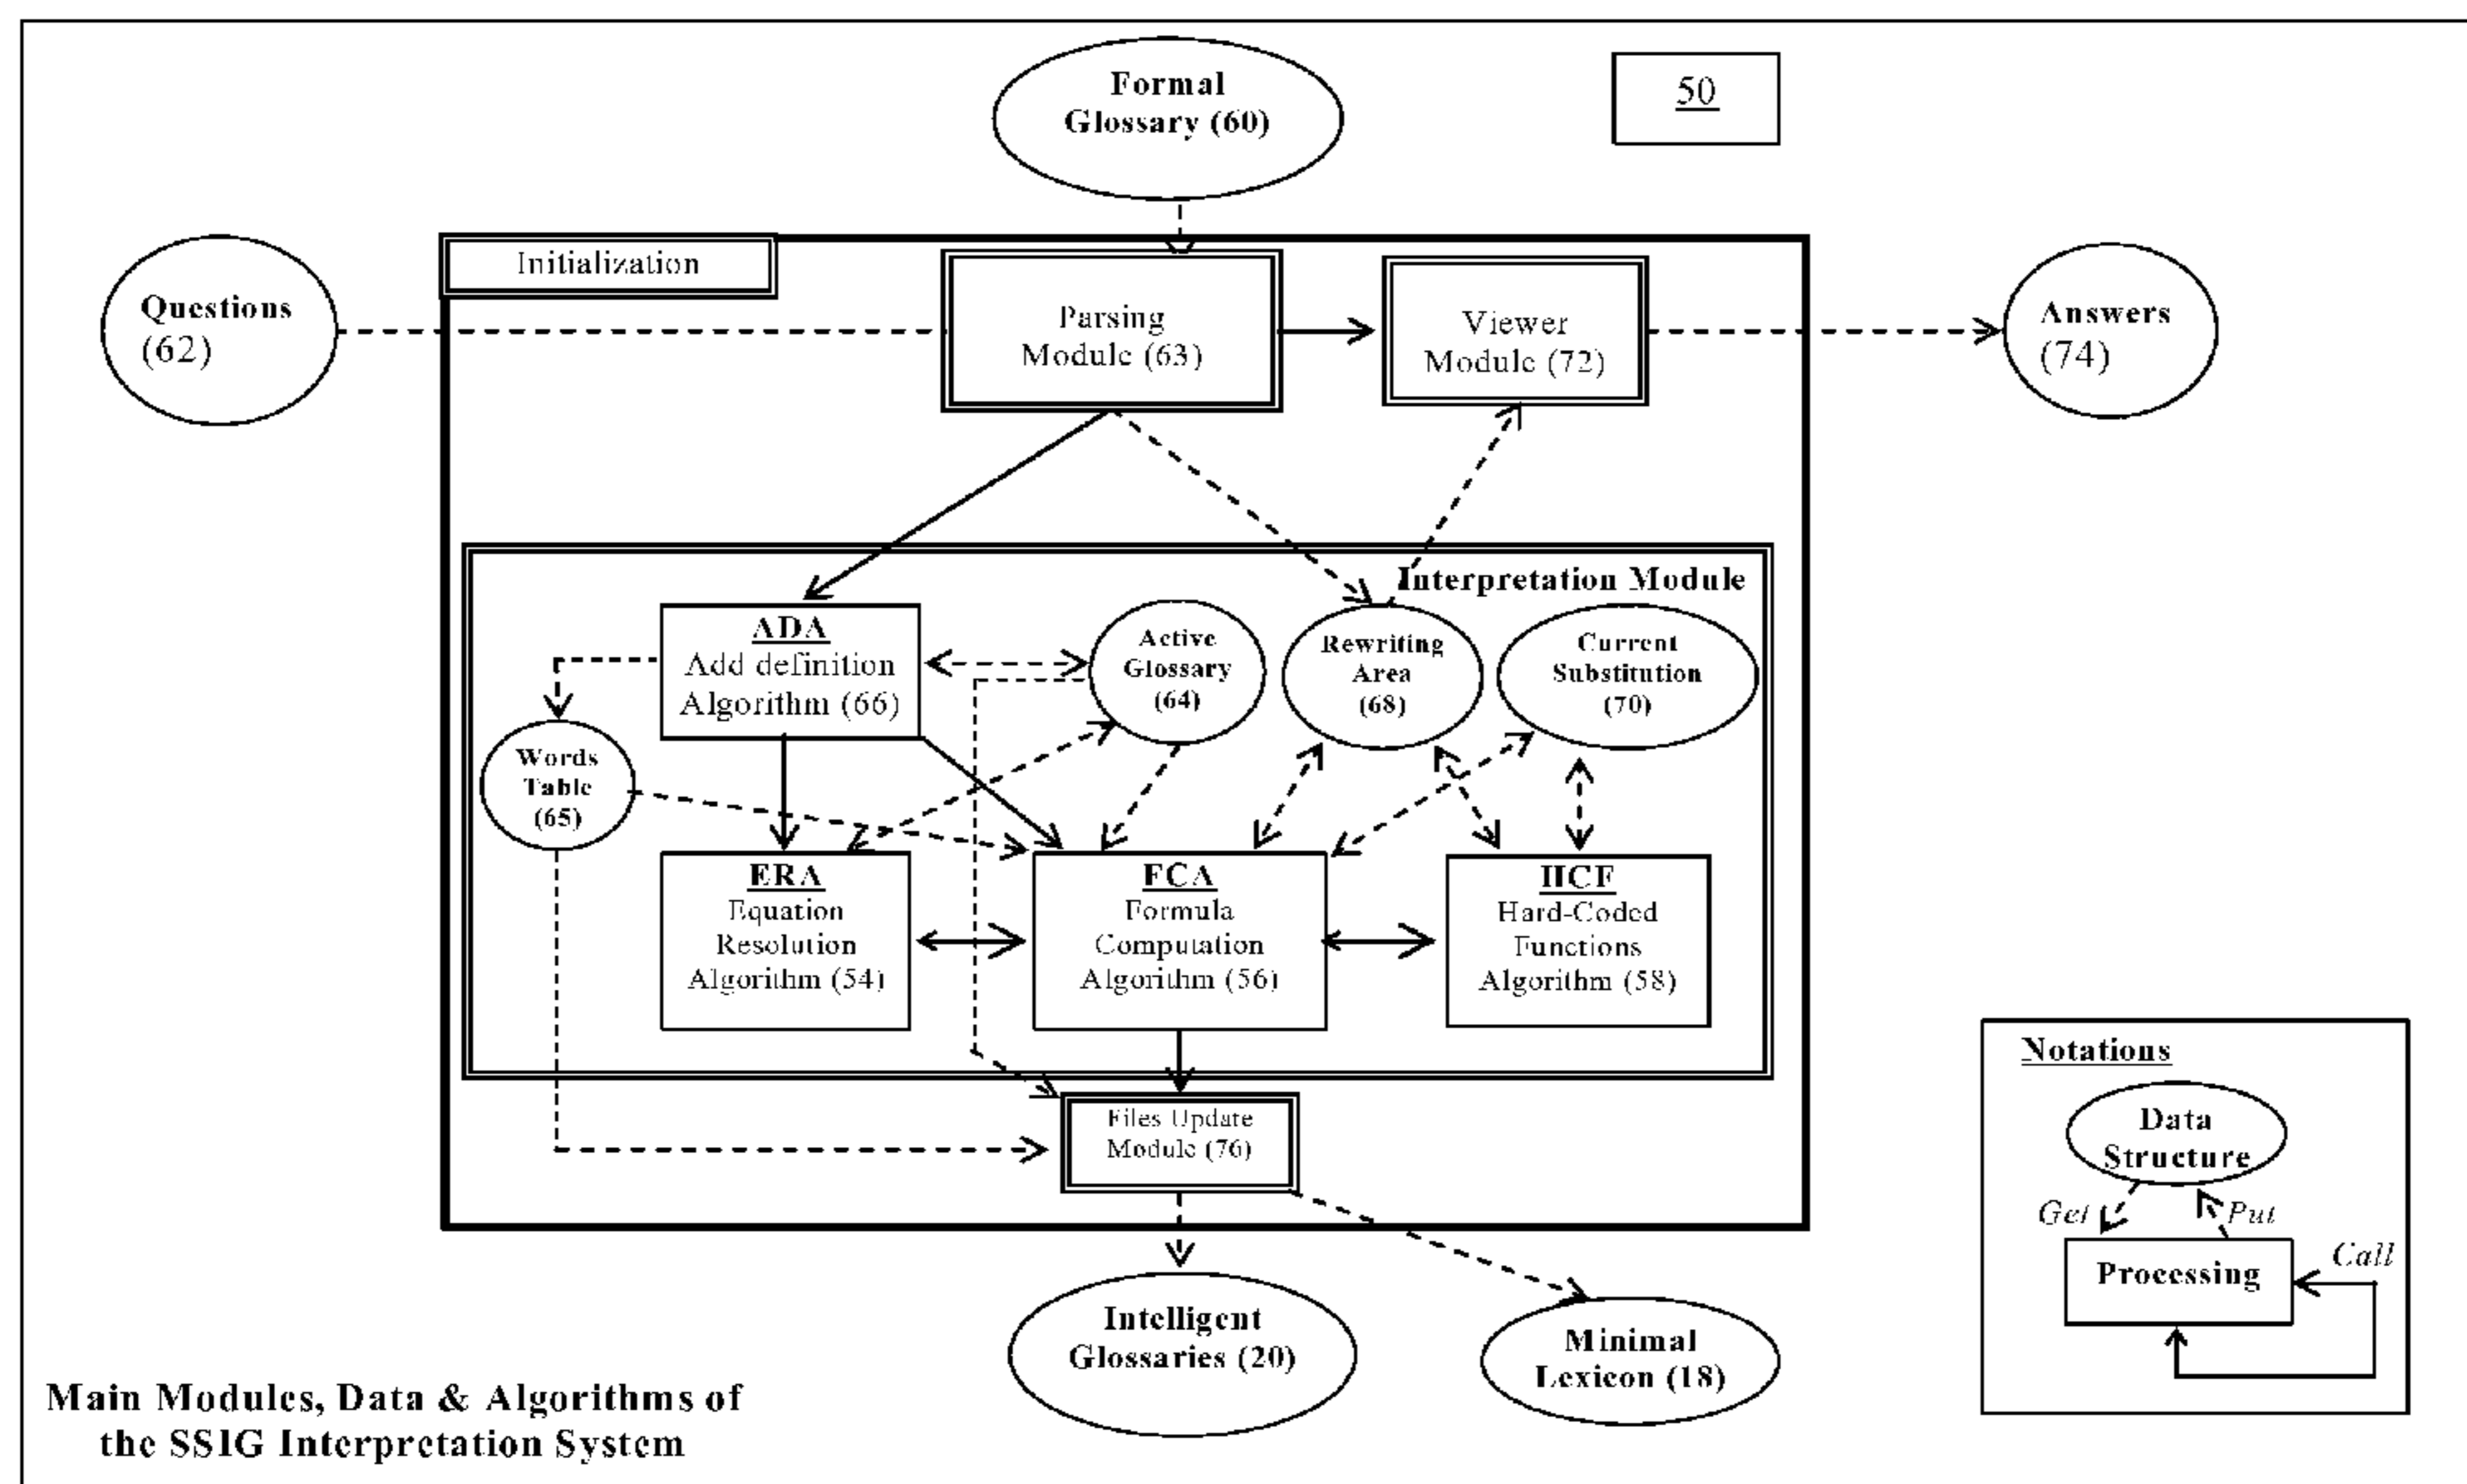 Formal
Glossary (60)
50
Initialization
Questions
(62)
Parsing
Module (63)
Viewer
Module (72)
Answers
(74)
Interpretation Module
ADA
Add definition
Algorithm (66)
Active
Glossary
(64)
Rewriting
Area
(68)
Current
Substitution
(70)
Words
Table
(65)
ERA
Equation
Resolution
Algorithm (54)
FCA
Formula
Computation
Algorithm (56)
HCF
Hard-Coded
Functions
Algorithm (58)
Files Update
Module (76)
Intelligent
Glossaries (20)
Minimal
Lexicon (18)
Notations
Data
Structure
Get
Put
Call
Processing
Main Modules, Data & Algorithms of
the SSIG Interpretation System